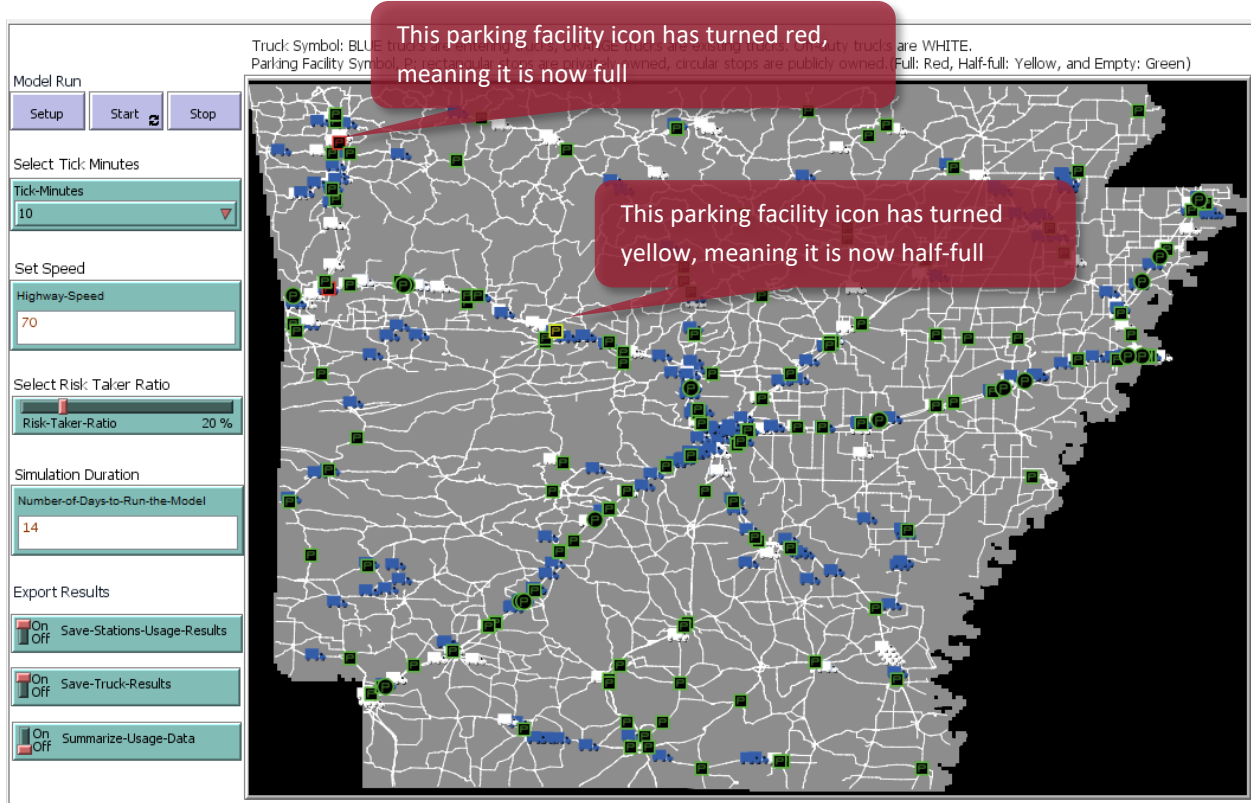 This parking facility icon has turned red,
meaning it is now full
Truck Symbol: BLUE trucks are entering trucks, ORANGE trucks are existing trucks. On-Duty trucks are WHITE.
Parking Facility Symbol, P: rectangular stops are privately owned, circular stops are publicly owned.(Full: Red, Half-full: Yellow, and Empty: Green)
Model Run
Setup
Start
Stop
Select Tick Minutes
Tick-Minutes
10
This parking facility icon has turned
yellow, meaning it is now half-full
Set Speed
Highway-Speed
70
Select Risk Taker Ratio
Risk-Taker-Ratio 20 %
Simulation Duration
Number-of-Days-to-Run-the-Model
14
Export Results
On
Off
Save-Stations-Usage-Results
On
Off
Save-Truck-Results
On
Off
Summarize-Usage-Data